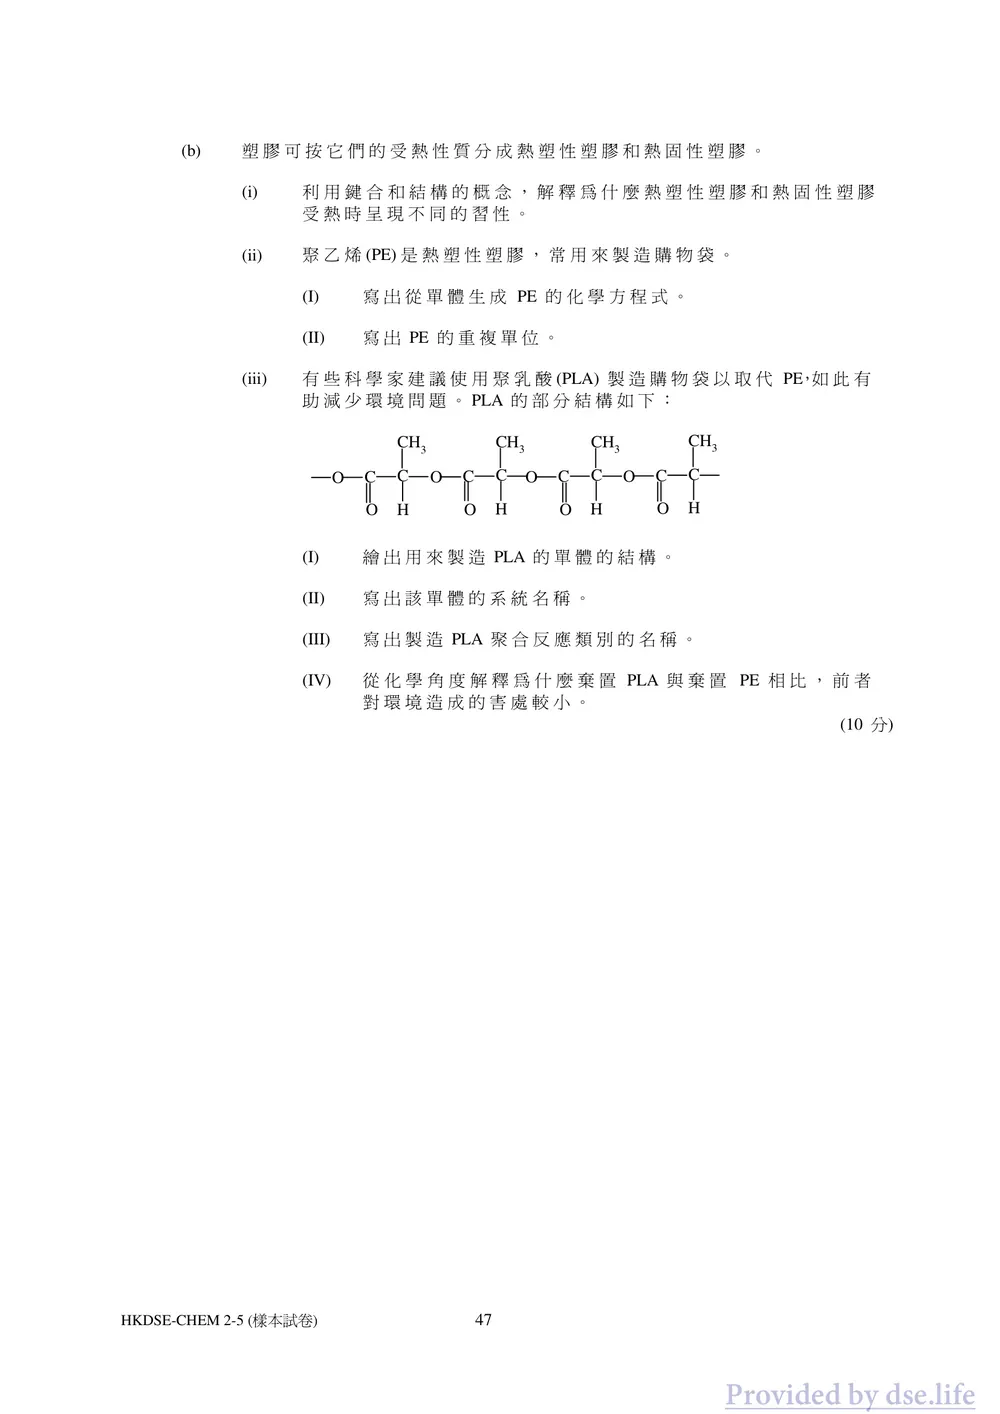 (b) 塑膠可按它們的受熱性質分成熱塑性塑膠和熱固性塑膠。
(i) 利用鍵合和結構的概念，解釋爲什麼熱塑性塑膠和熱固性塑膠
受熱時呈現不同的習性。
(ii) 聚乙烯(PE)是熱塑性塑膠，常用來製造購物袋。
(I) 寫出從單體生成 PE 的化學方程式。
(II) 寫出 PE 的重複單位。
(iii) 有些科學家建議使用聚乳酸(PLA) 製造購物袋以取代 PE，如此有
助減少環境問題。PLA 的部分結構如下：
CH3 CH3 CH3 CH3
O C C O C C O C C O C C
O H O H O H O H
(I) 繪出用來製造 PLA 的單體的結構。
(II) 寫出該單體的系統名稱。
(III) 寫出製造 PLA 聚合反應類別的名稱。
(IV) 從化學角度解釋爲什麼棄置 PLA 與棄置 PE 相比，前者
對環境造成的害處較小。
(10 分)
HKDSE-CHEM 2-5 (樣本試卷) 47
Provided by dse.life